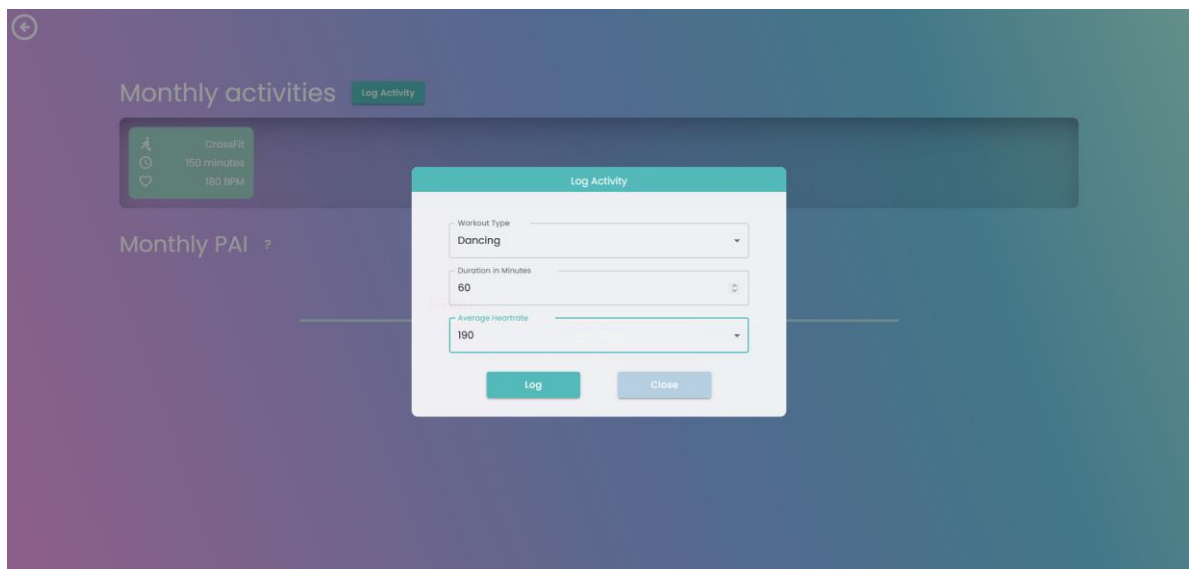 Monthly activities
Log Activity
CrossFit
150 minutes
180 BPM
Log Activity
Workout Type
Dancing
Monthly PAI ?
Duration in Minutes
60
Average Heartrate
190
Log
Close